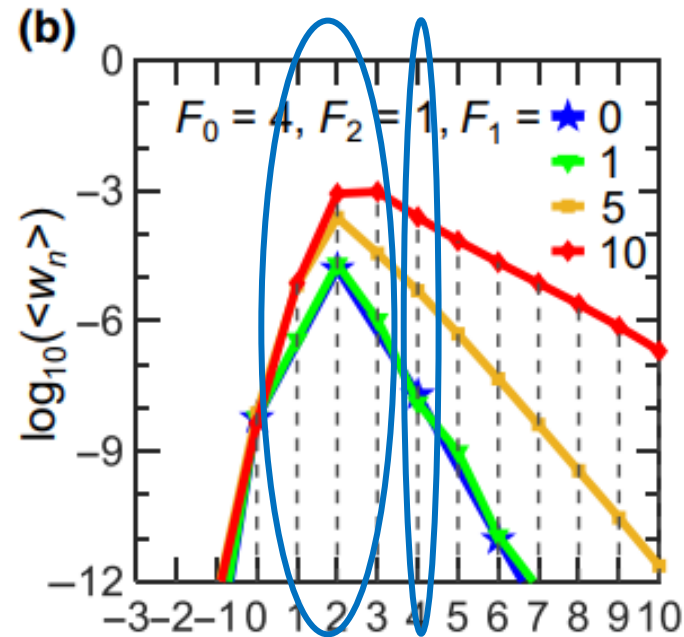 (b)
0
F₀ = 4, F₂ = 1, F₁ = 0
1
5
10
−3
−6
−9
−12
log₁₀(<wₙ>)
−3−2−1 0 1 2 3 4 5 6 7 8 9 10